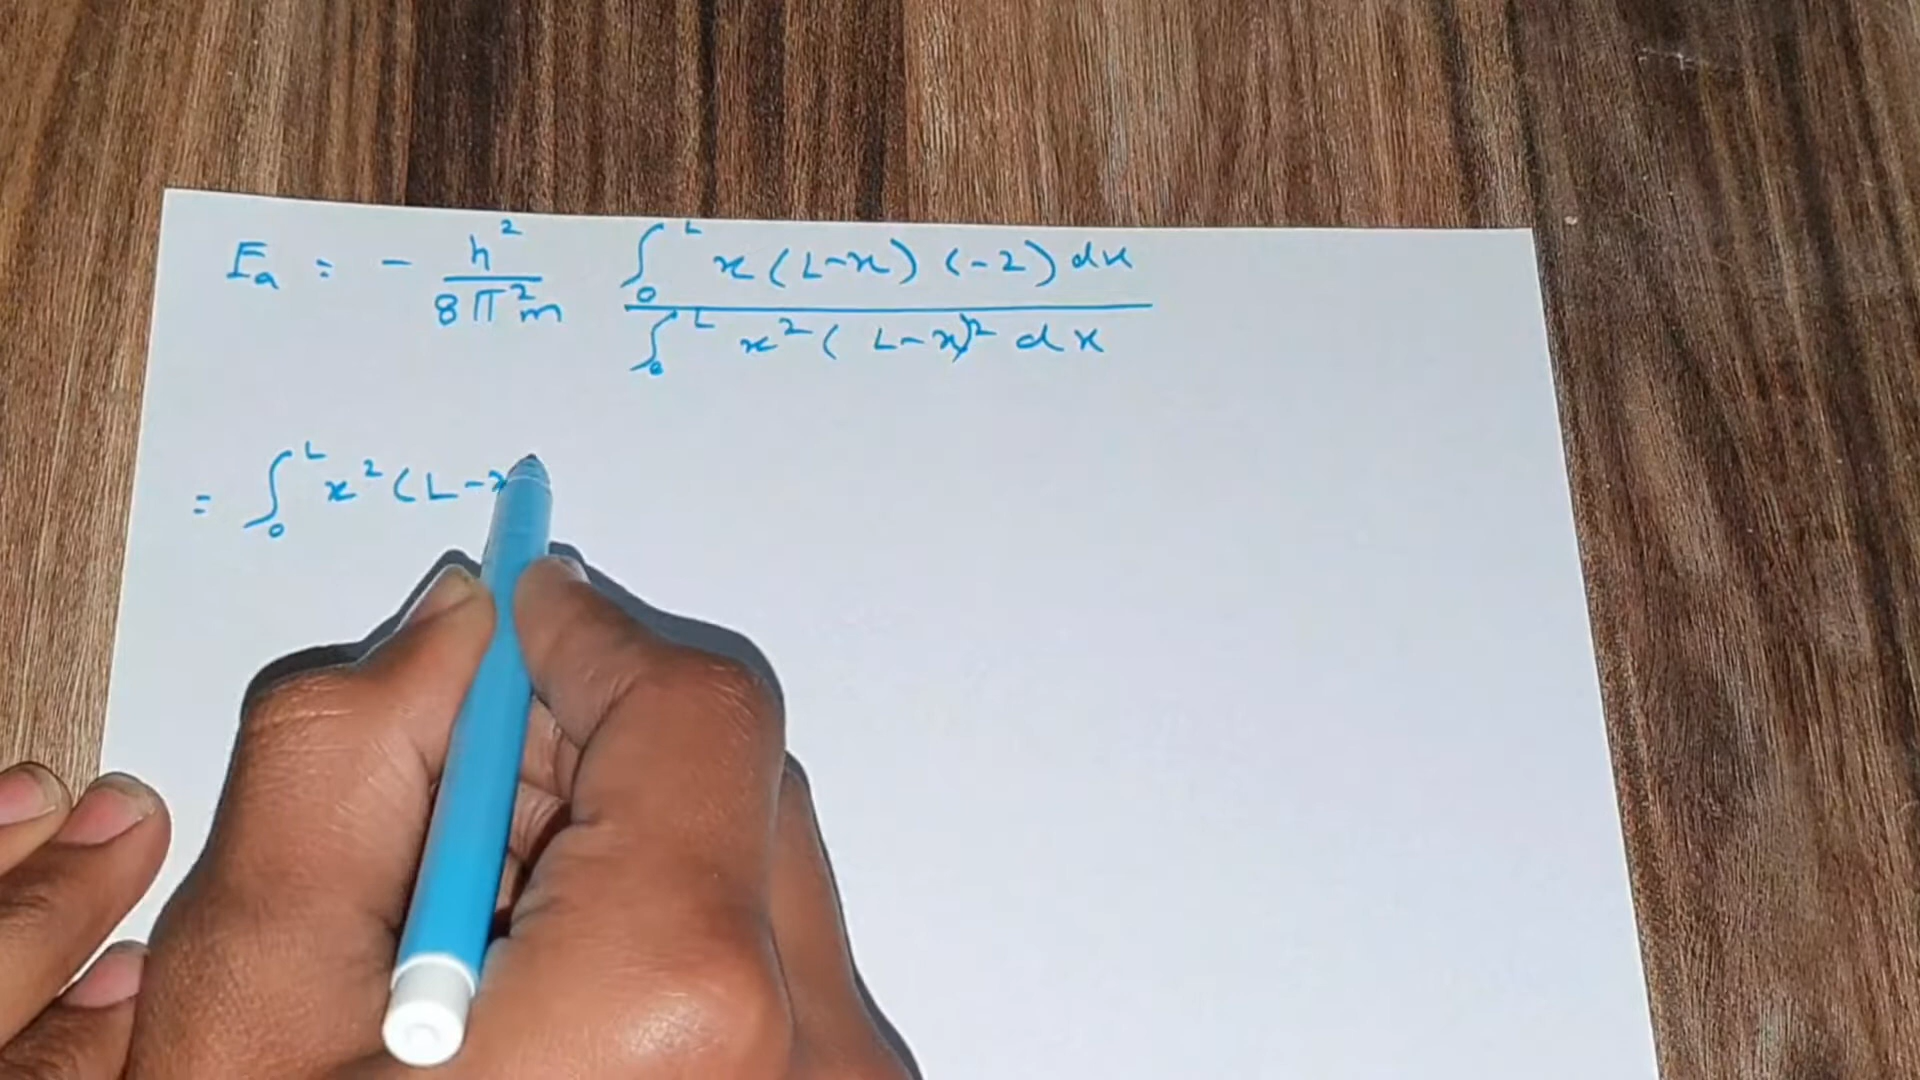 Ea = - h² / 8π²m ∫₀ᴸ x(L-x)(-2)dx / ∫₀ᴸ x²(L-x)² dx
= ∫₀ᴸ x²(L-x